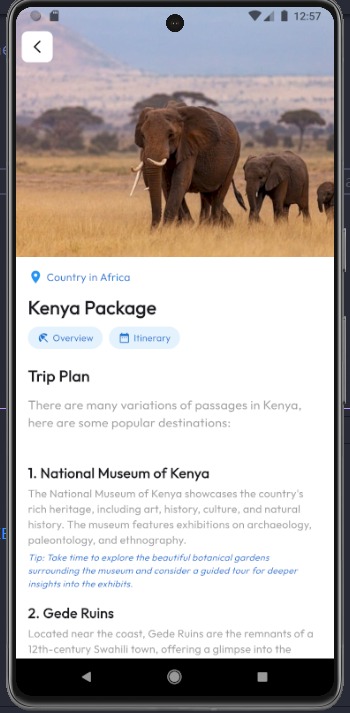 12:57
Country in Africa
Kenya Package
Overview Itinerary
Trip Plan
There are many variations of passages in Kenya,
here are some popular destinations:
1. National Museum of Kenya
The National Museum of Kenya showcases the country's
rich heritage, including art, history, culture, and natural
history. The museum features exhibitions on archaeology,
paleontology, and ethnography.
Tip: Take time to explore the beautiful botanical gardens
surrounding the museum and consider a guided tour for deeper
insights into the exhibits.
2. Gede Ruins
Located near the coast, Gede Ruins are the remnants of a
12th-century Swahili town, offering a glimpse into the